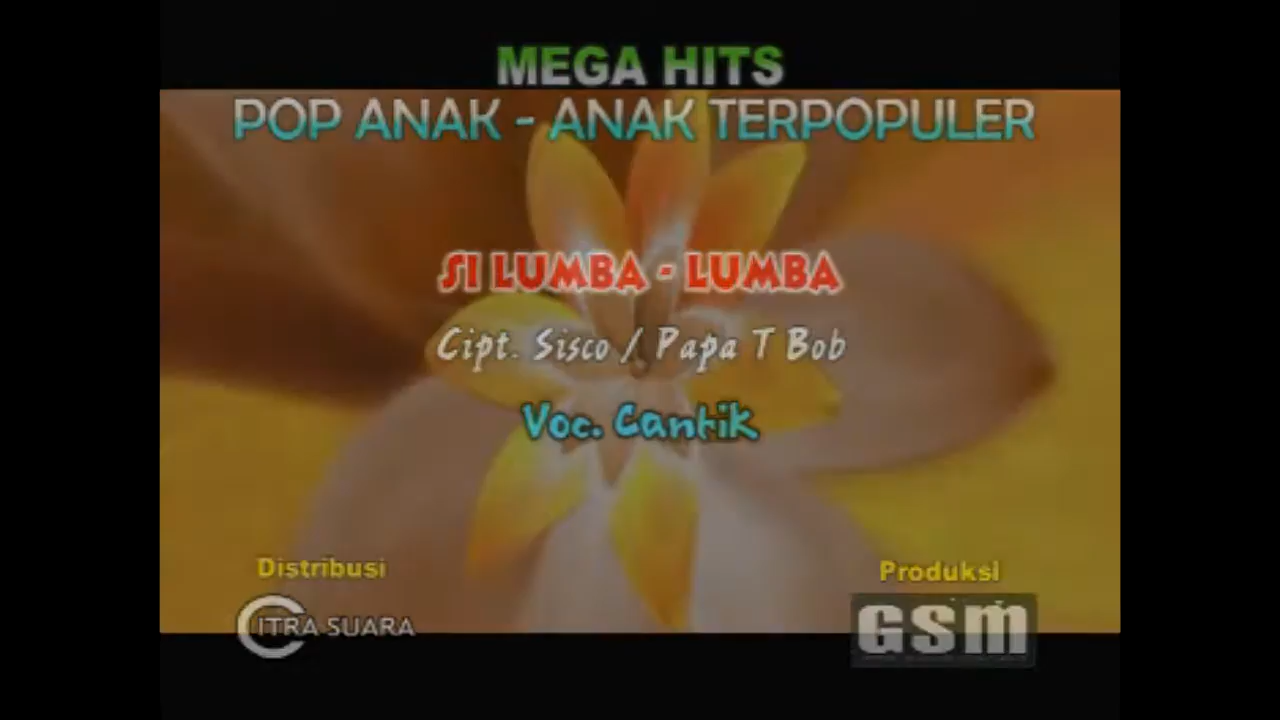 MEGA HITS
POP ANAK - ANAK TERPOPULER
SI LUMBA - LUMBA
Cipt. Sisco / Papa T Bob
Voc. Cantik
Distribusi
CITRA SUARA
Produksi
GSM